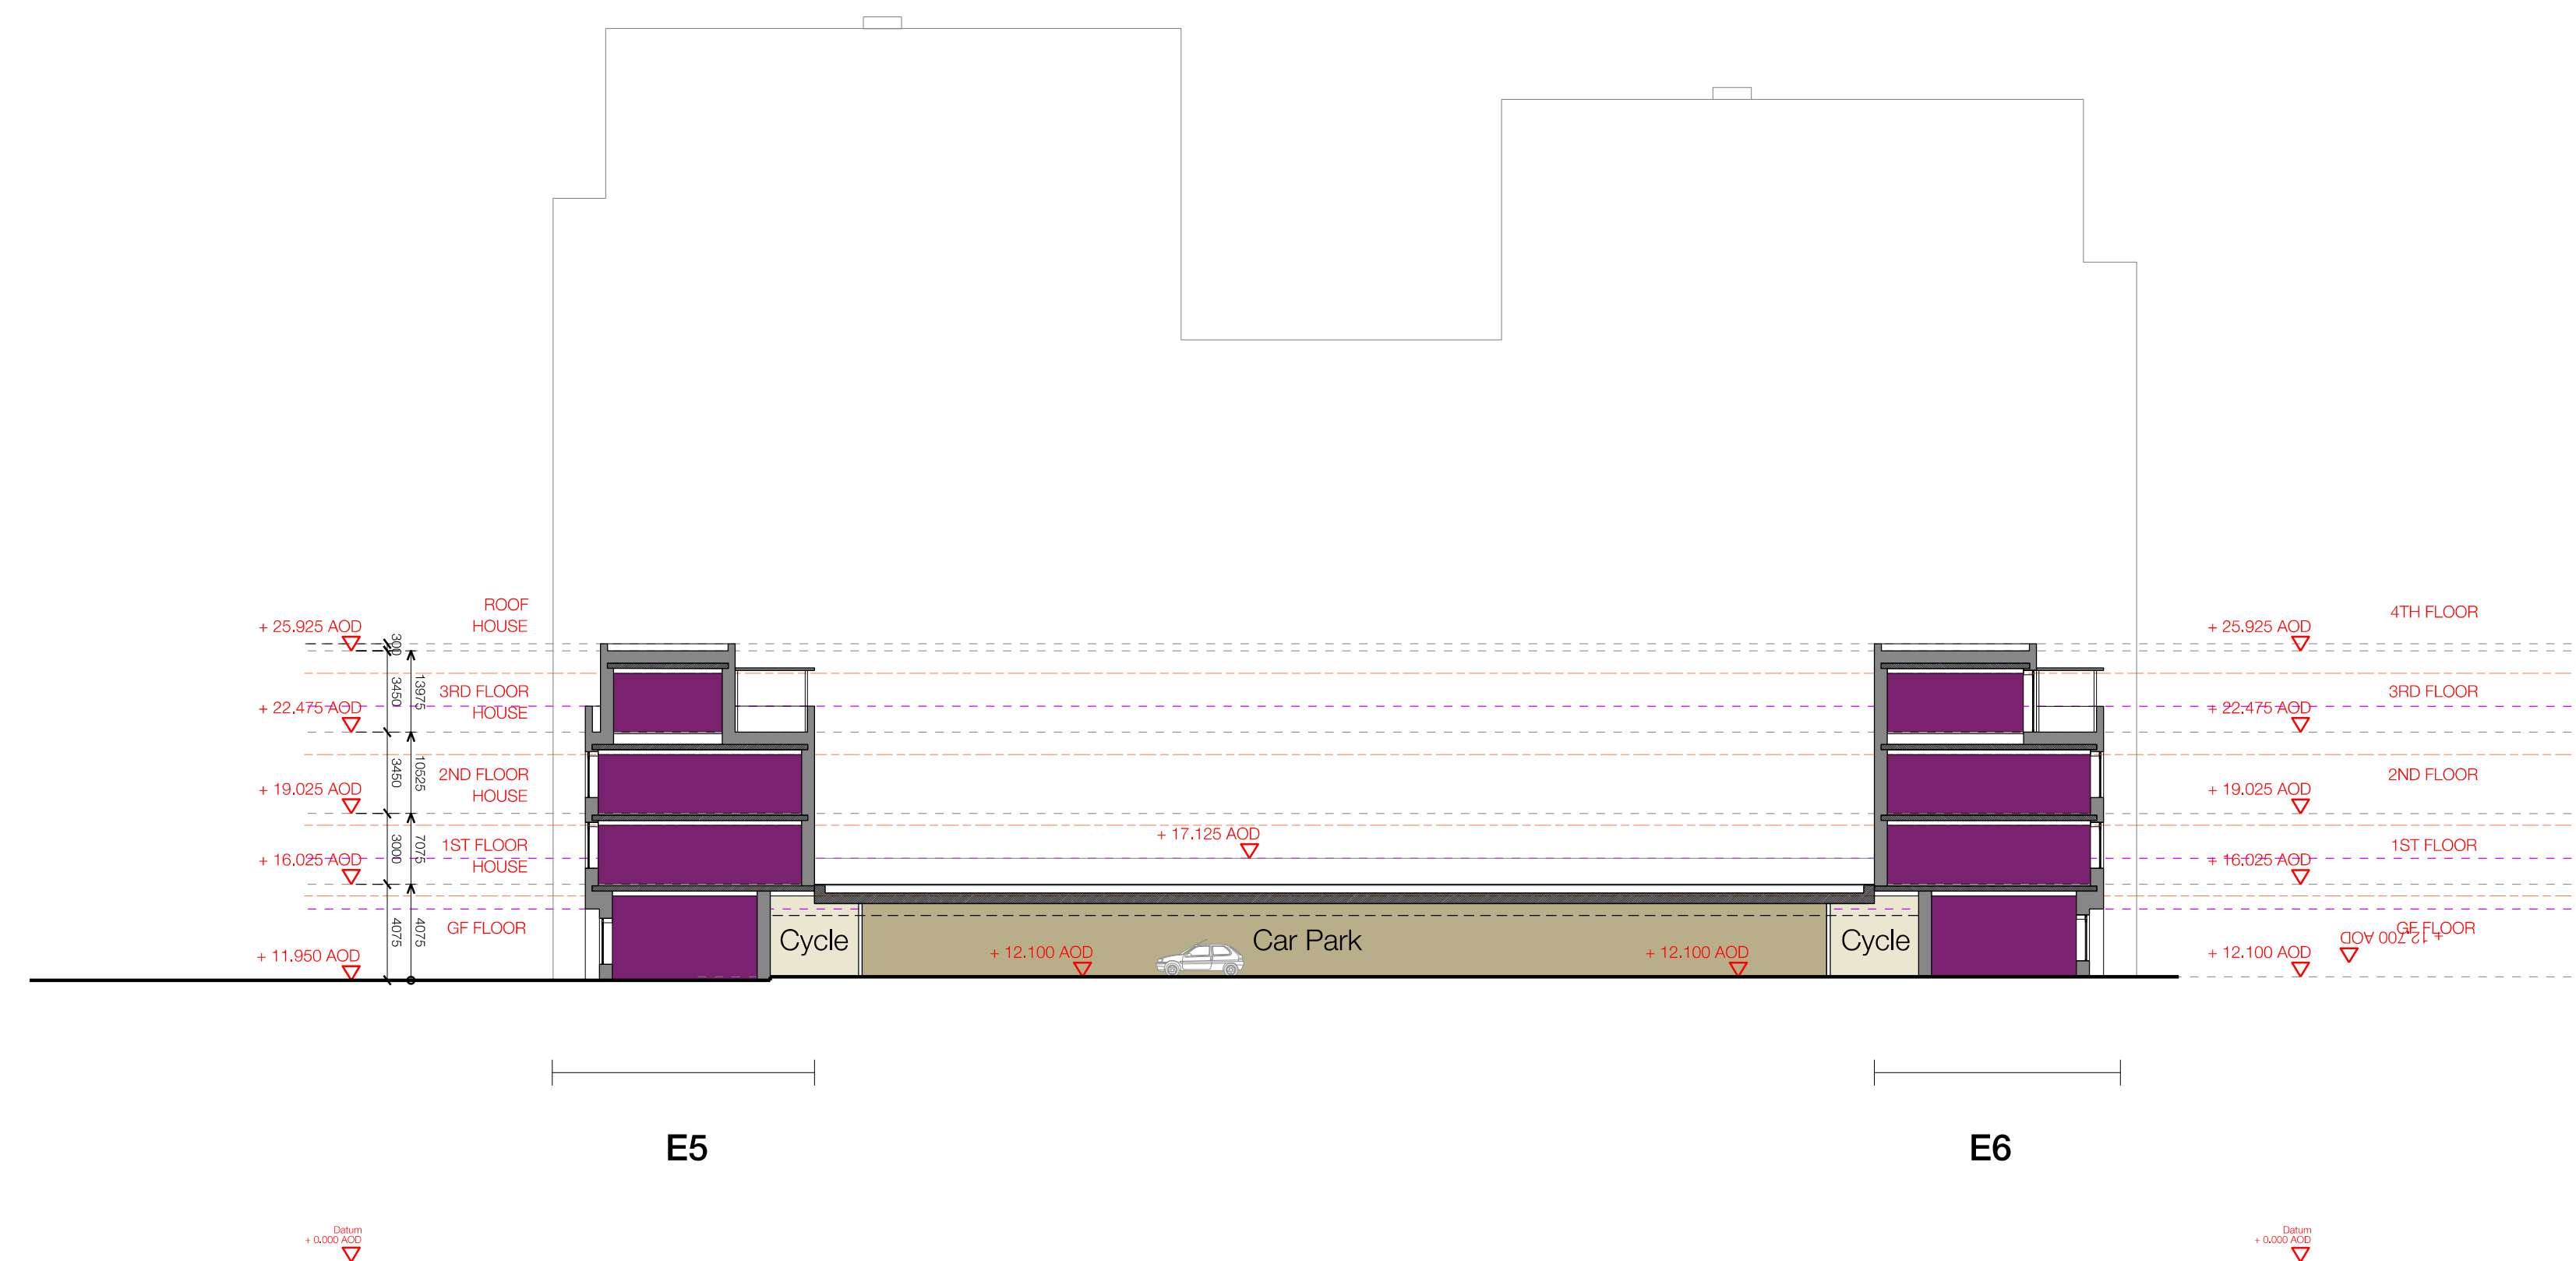 ROOF
HOUSE
+ 25.925 AOD
300
3RD FLOOR
HOUSE
+ 22.475 AOD
3450
13975
2ND FLOOR
HOUSE
+ 19.025 AOD
3450
10525
1ST FLOOR
HOUSE
+ 16.025 AOD
3000
7075
GF FLOOR
+ 11.950 AOD
4075
4075
+ 17.125 AOD
Cycle
+ 12.100 AOD
Car Park
+ 12.100 AOD
Cycle
4TH FLOOR
+ 25.925 AOD
3RD FLOOR
+ 22.475 AOD
2ND FLOOR
+ 19.025 AOD
1ST FLOOR
+ 16.025 AOD
GF FLOOR
+ 12.700 AOD
+ 12.100 AOD
E5
E6
Datum
+ 0.000 AOD
Datum
+ 0.000 AOD